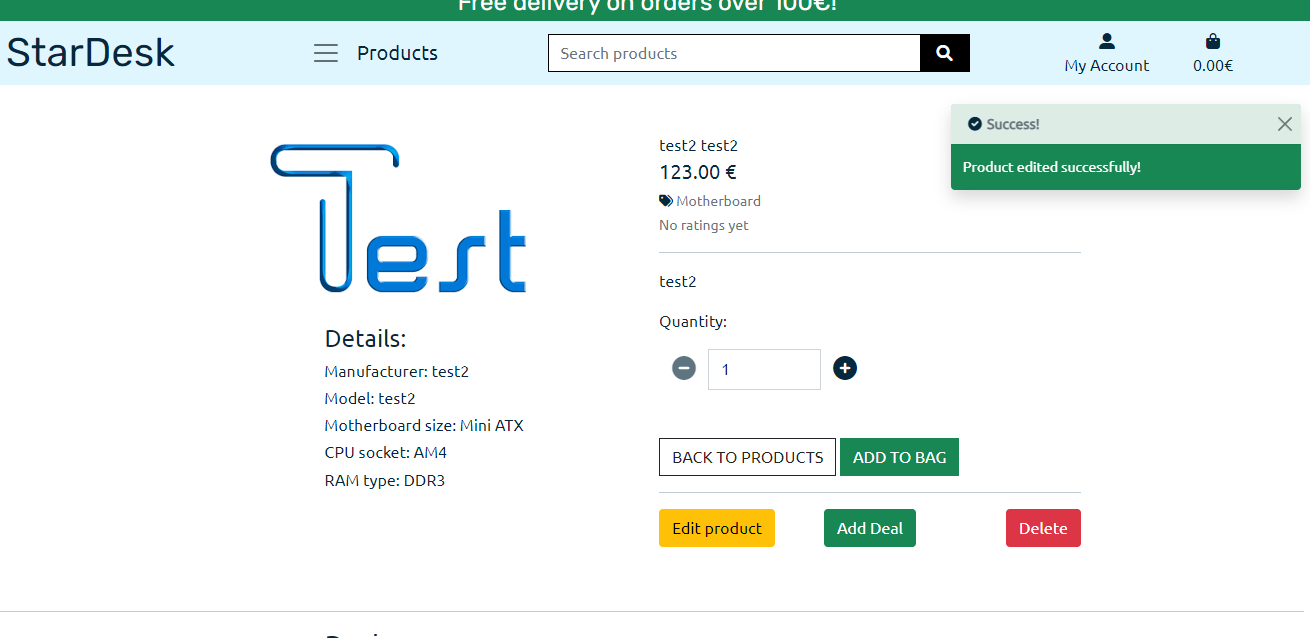 Free delivery on orders over 100€!
StarDesk
Products
Search products
My Account
0.00€
Success!
Product edited successfully!
Test
test2 test2
123.00 €
Motherboard
No ratings yet
test2
Quantity:
1
Details:
Manufacturer: test2
Model: test2
Motherboard size: Mini ATX
CPU socket: AM4
RAM type: DDR3
BACK TO PRODUCTS
ADD TO BAG
Edit product
Add Deal
Delete